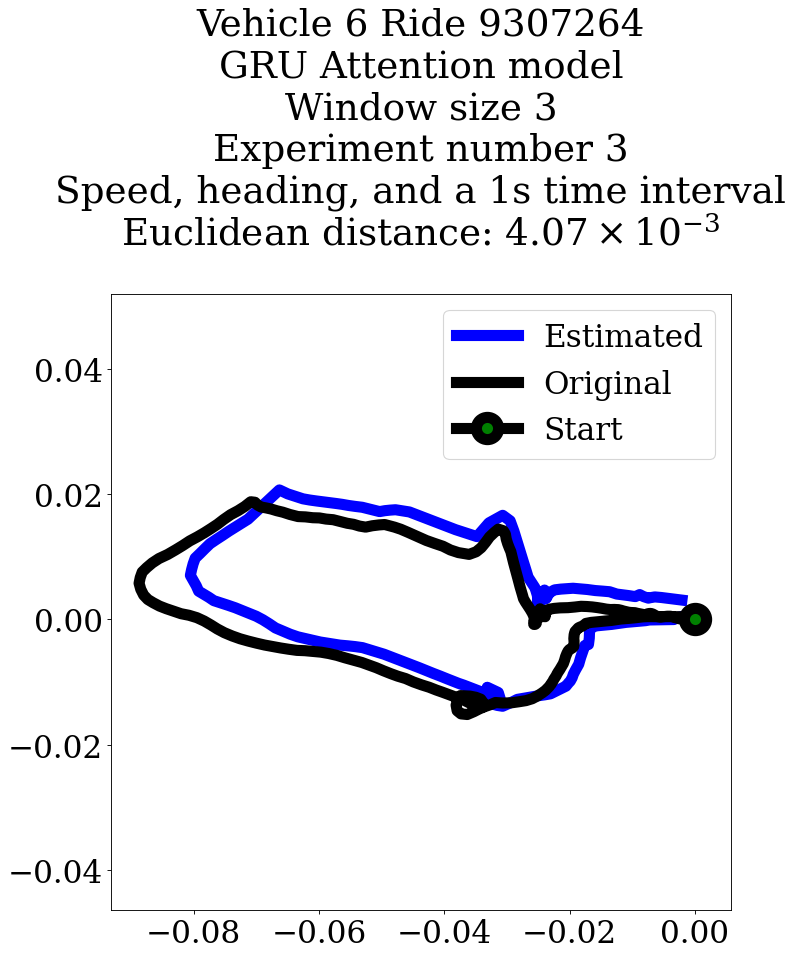 Vehicle 6 Ride 9307264
GRU Attention model
Window size 3
Experiment number 3
Speed, heading, and a 1s time interval
Euclidean distance: 4.07 × 10⁻³
Estimated
Original
Start
0.04
0.02
0.00
−0.02
−0.04
−0.08 −0.06 −0.04 −0.02 0.00